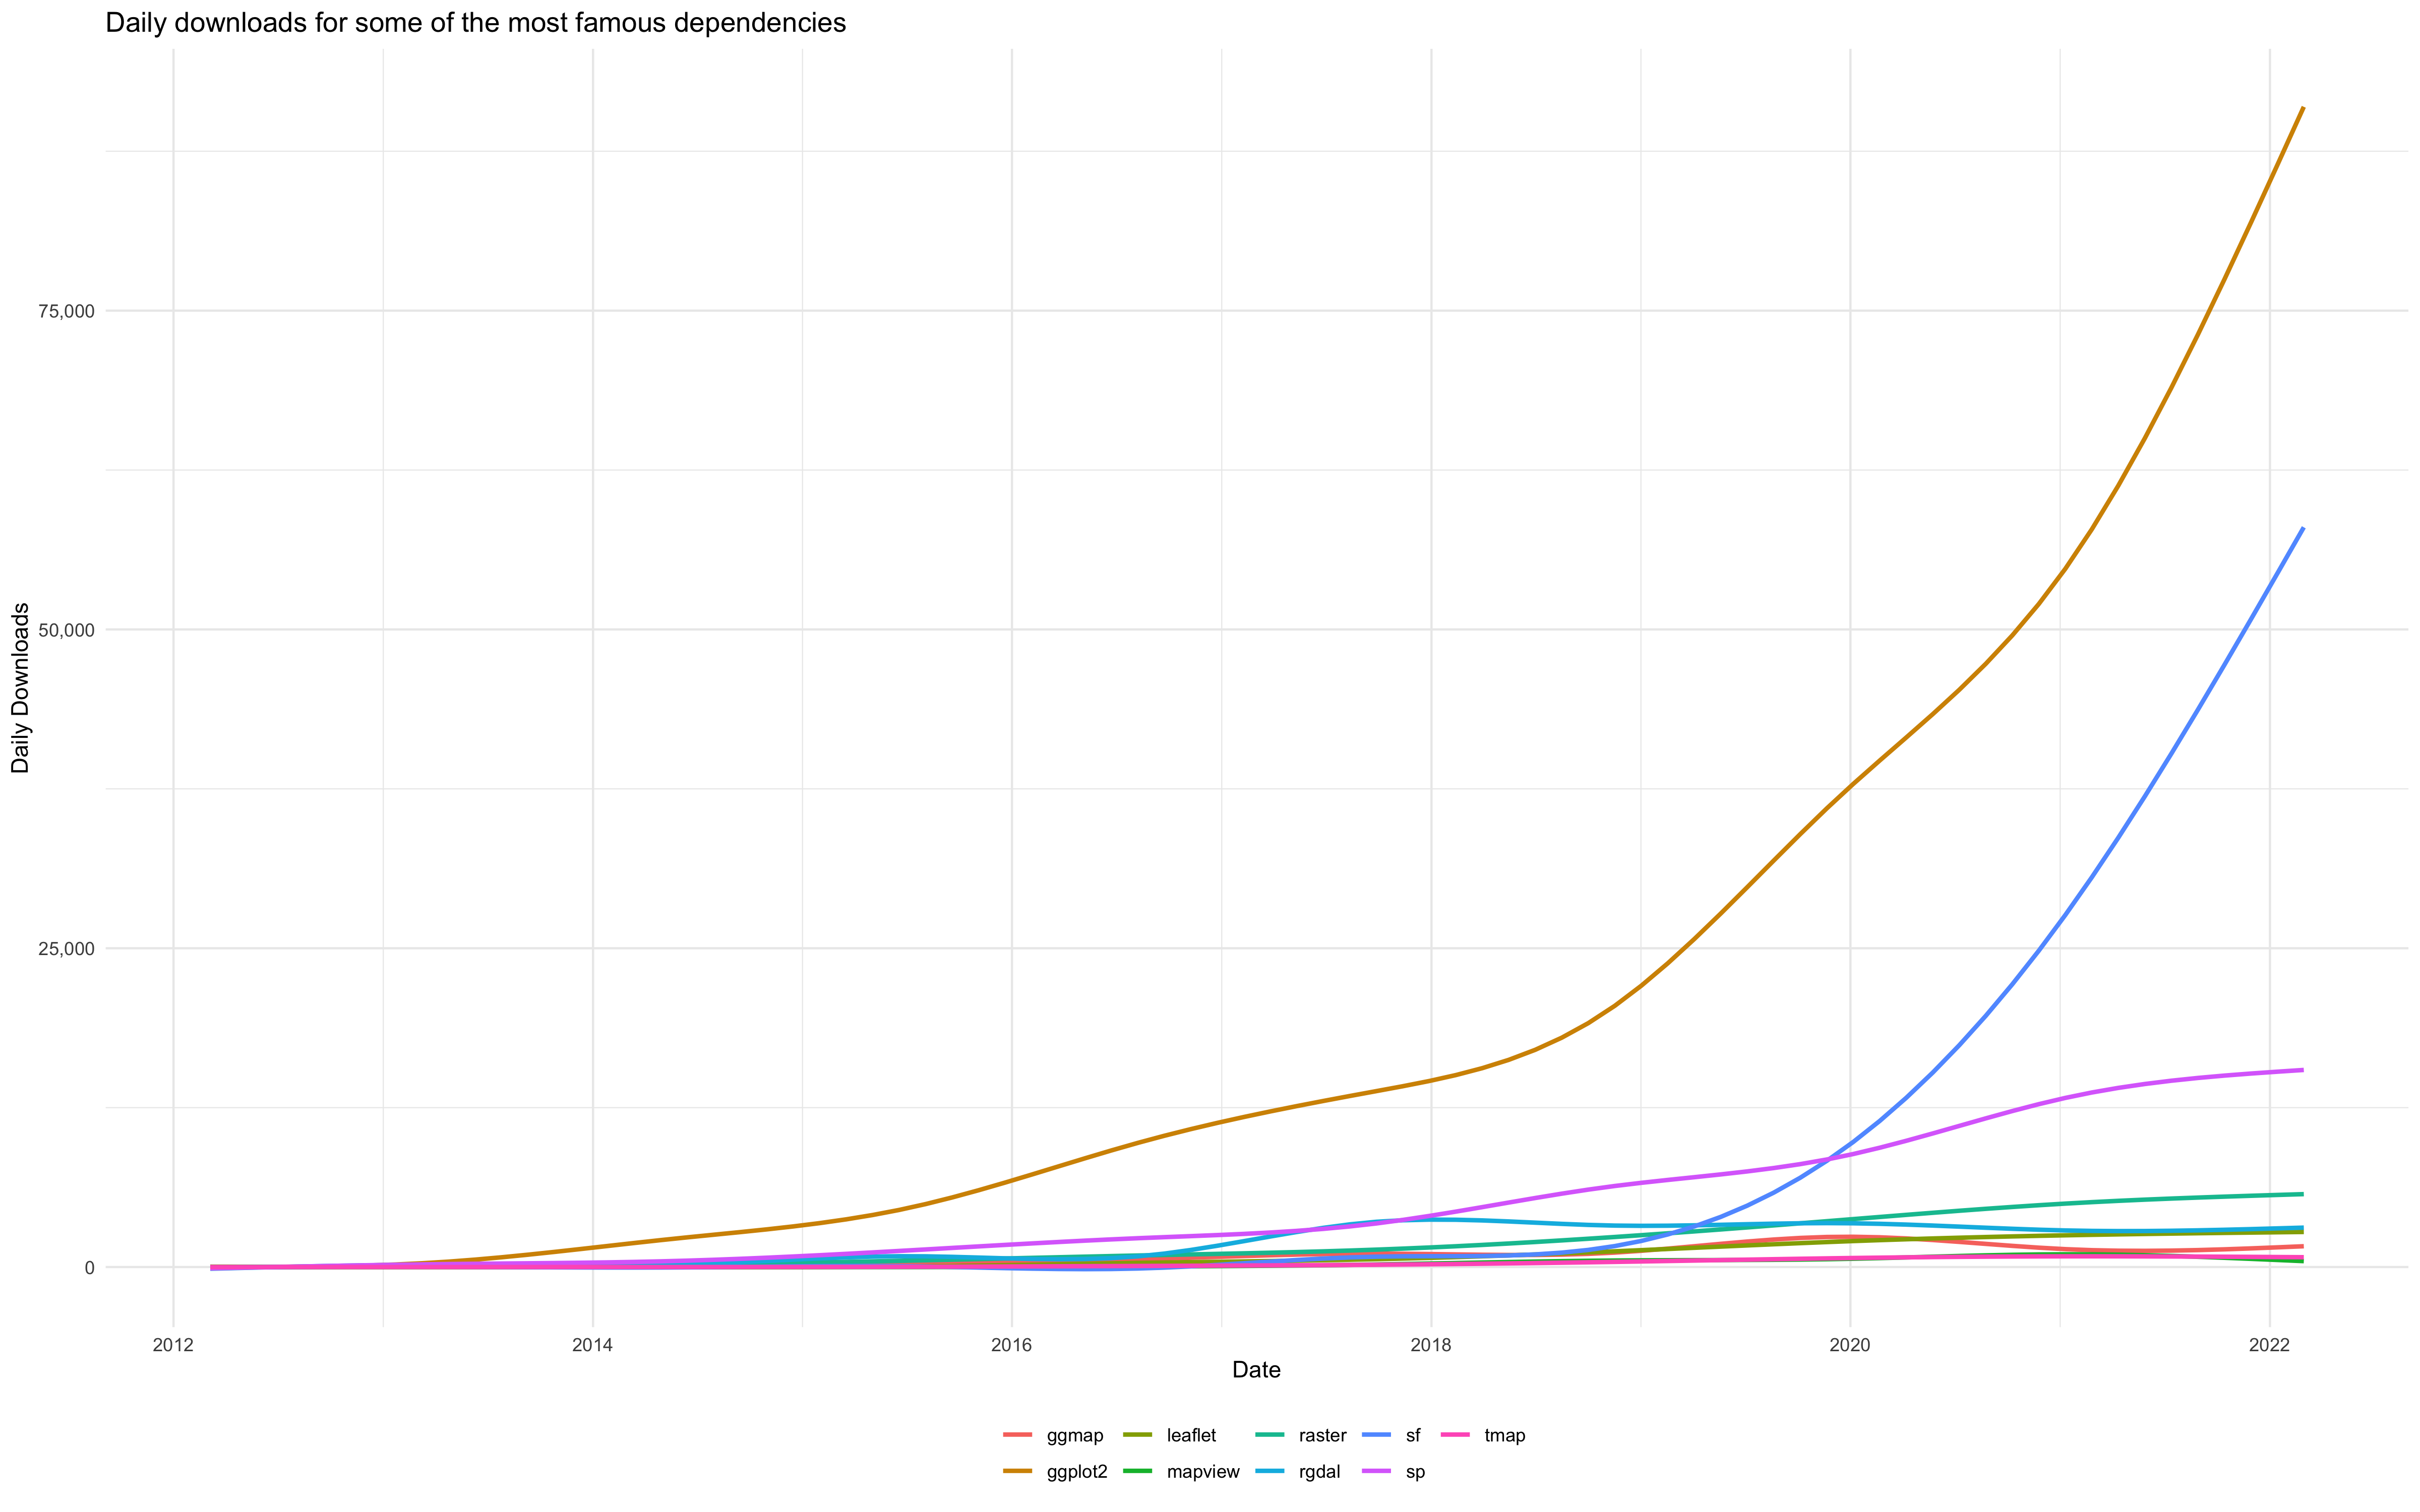 Daily downloads for some of the most famous dependencies
Daily Downloads
75,000
50,000
25,000
0
2012 2014 2016 2018 2020 2022
Date
ggmap leaflet raster sf tmap
ggplot2 mapview rgdal sp